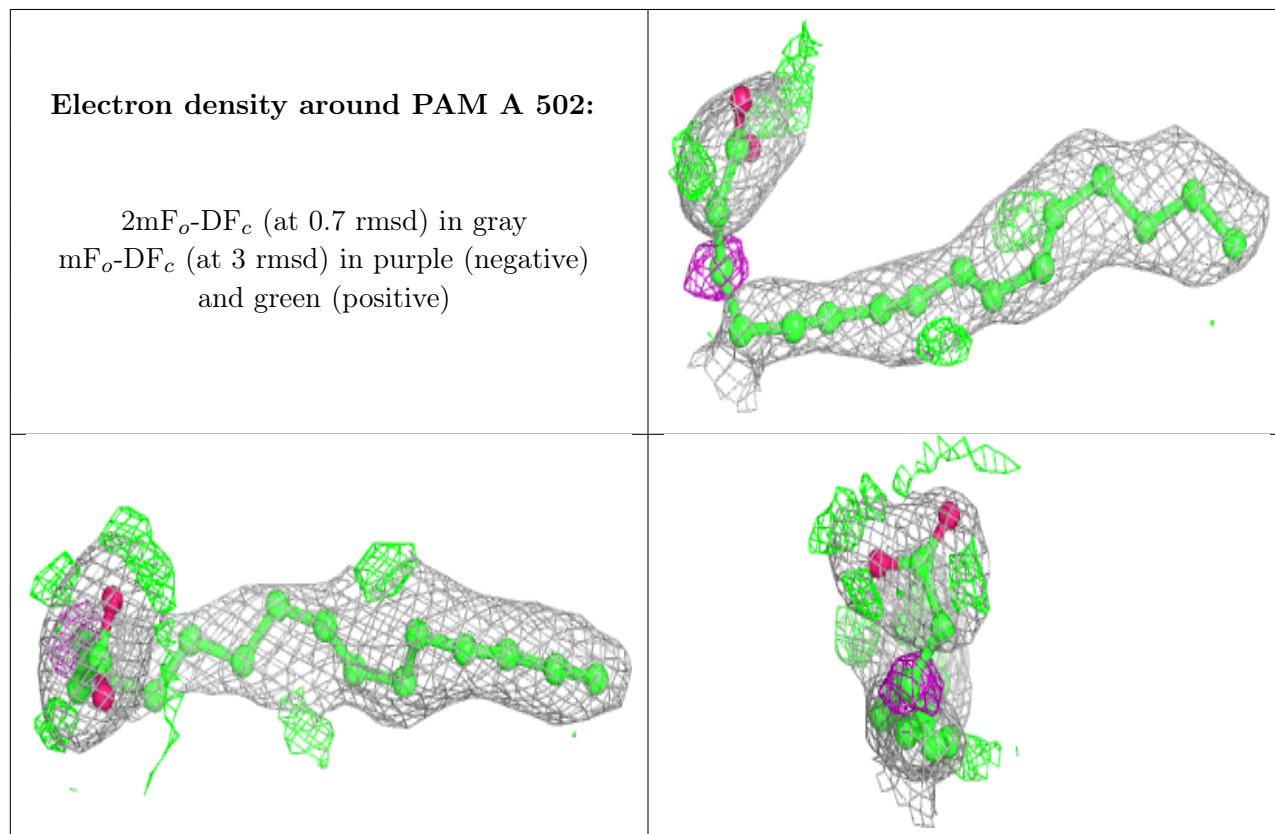 Electron density around PAM A 502:
2mFo-DFc (at 0.7 rmsd) in gray
mFo-DFc (at 3 rmsd) in purple (negative)
and green (positive)